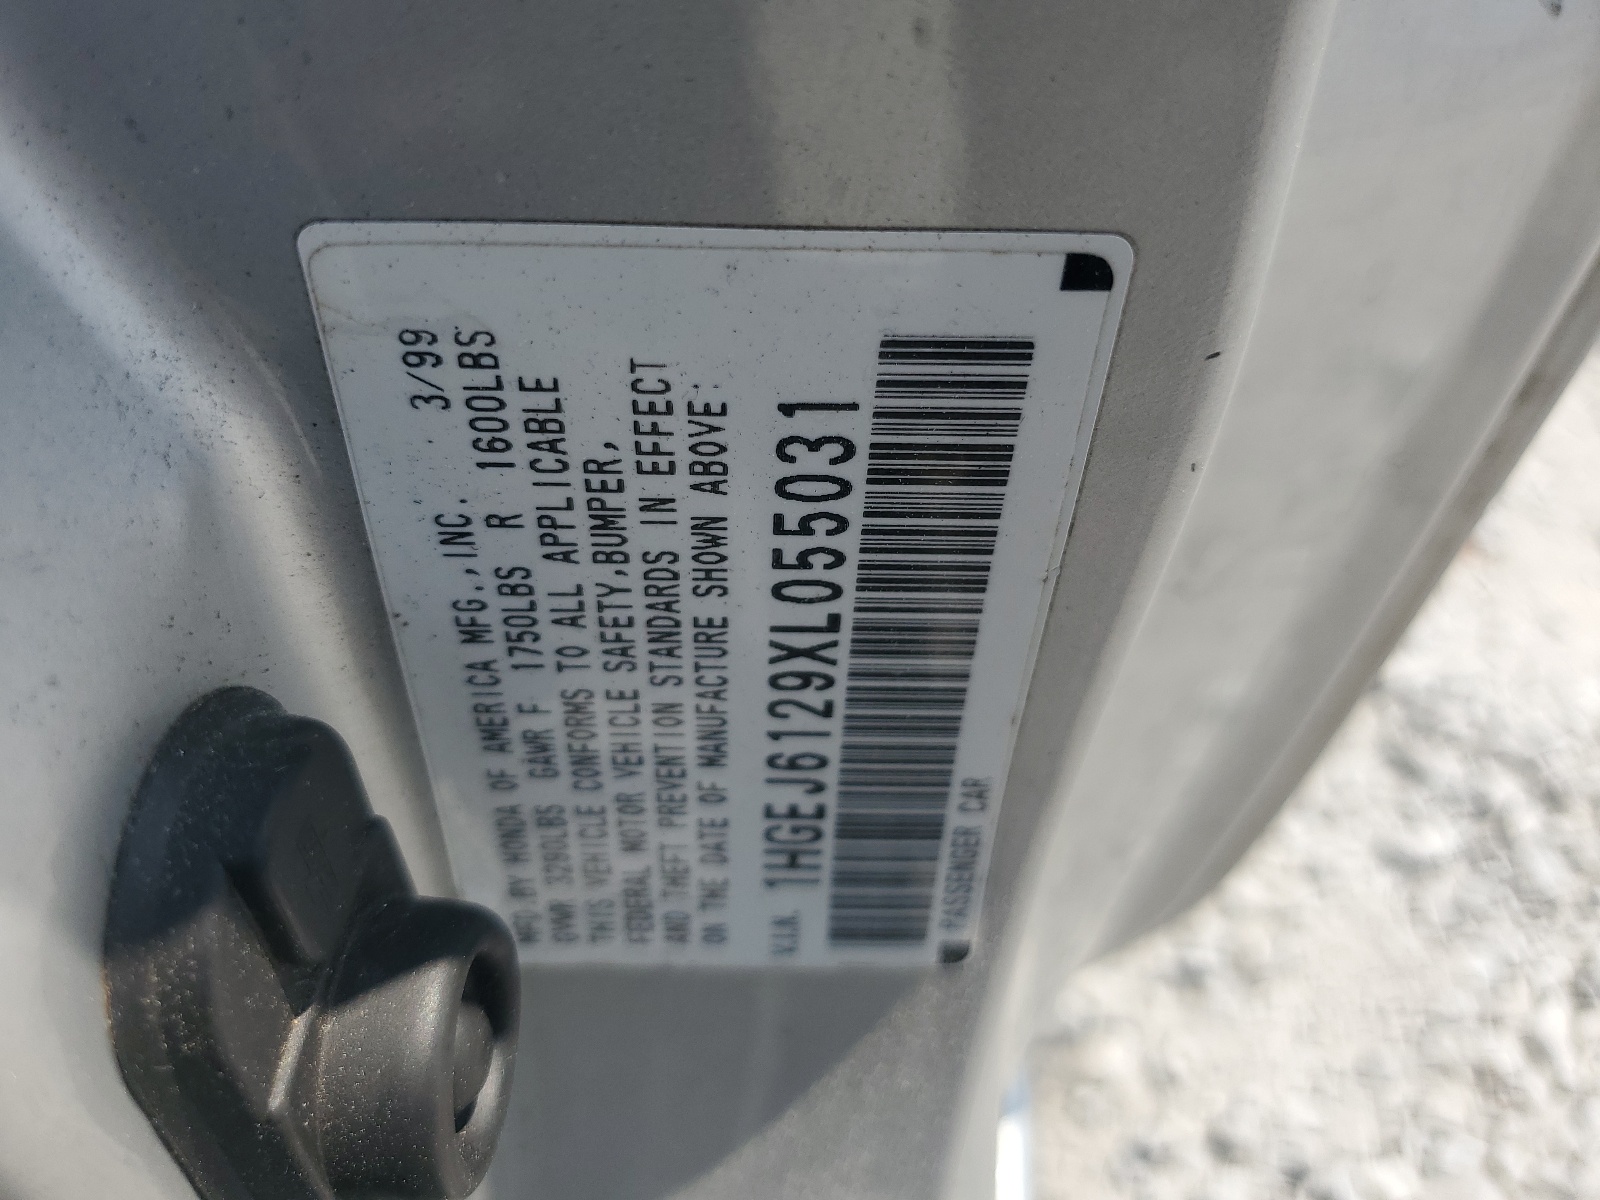 MFD. BY HONDA OF AMERICA MFG.,INC. 3/99
GVWR 3290LBS GAWR F 1750LBS R 1600LBS
THIS VEHICLE CONFORMS TO ALL APPLICABLE
FEDERAL MOTOR VEHICLE SAFETY,BUMPER,
AND THEFT PREVENTION STANDARDS IN EFFECT
ON THE DATE OF MANUFACTURE SHOWN ABOVE.
V.I.N. 1HGEJ6129XL055031
PASSENGER CAR